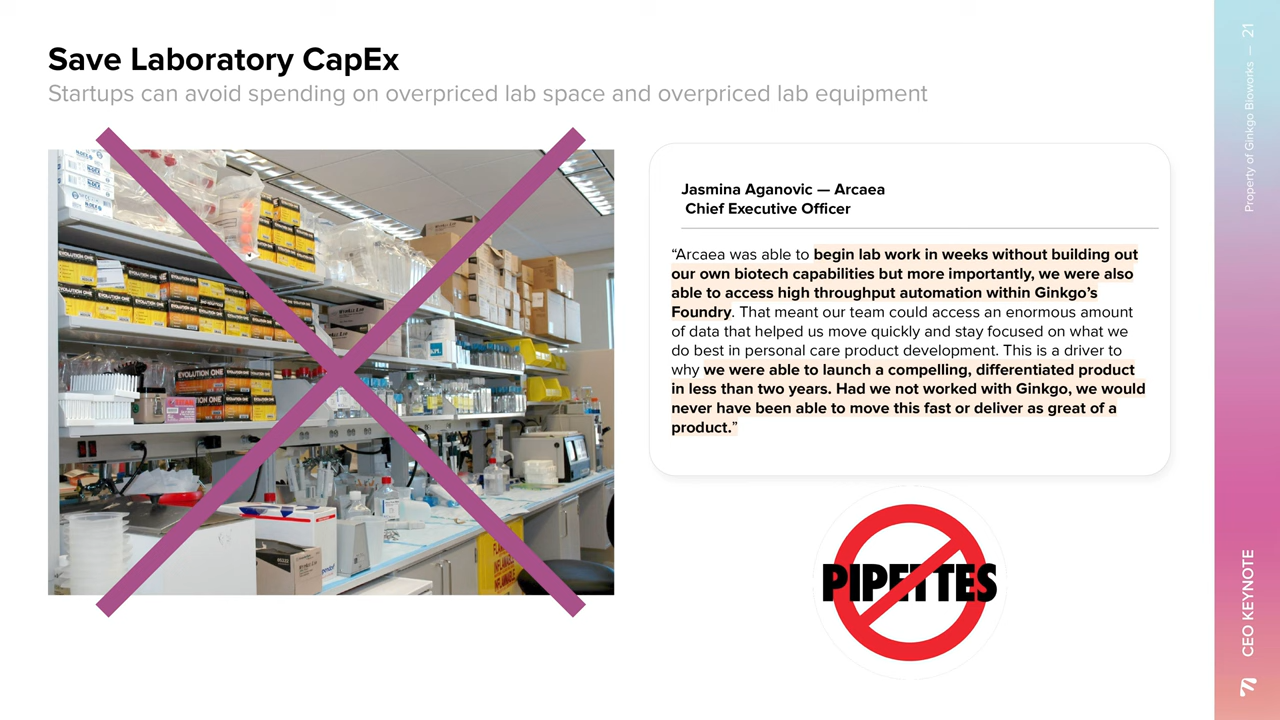 Save Laboratory CapEx
Startups can avoid spending on overpriced lab space and overpriced lab equipment
EVOLUTION ONE
EVOLUTION ONE
EVOLUTION ONE
Jasmina Aganovic — Arcaea
Chief Executive Officer
“Arcaea was able to begin lab work in weeks without building out
our own biotech capabilities but more importantly, we were also
able to access high throughput automation within Ginkgo’s
Foundry. That meant our team could access an enormous amount
of data that helped us move quickly and stay focused on what we
do best in personal care product development. This is a driver to
why we were able to launch a compelling, differentiated product
in less than two years. Had we not worked with Ginkgo, we would
never have been able to move this fast or deliver as great of a
product.”
PIPETTES
Property of Ginkgo Bioworks — 21
CEO KEYNOTE